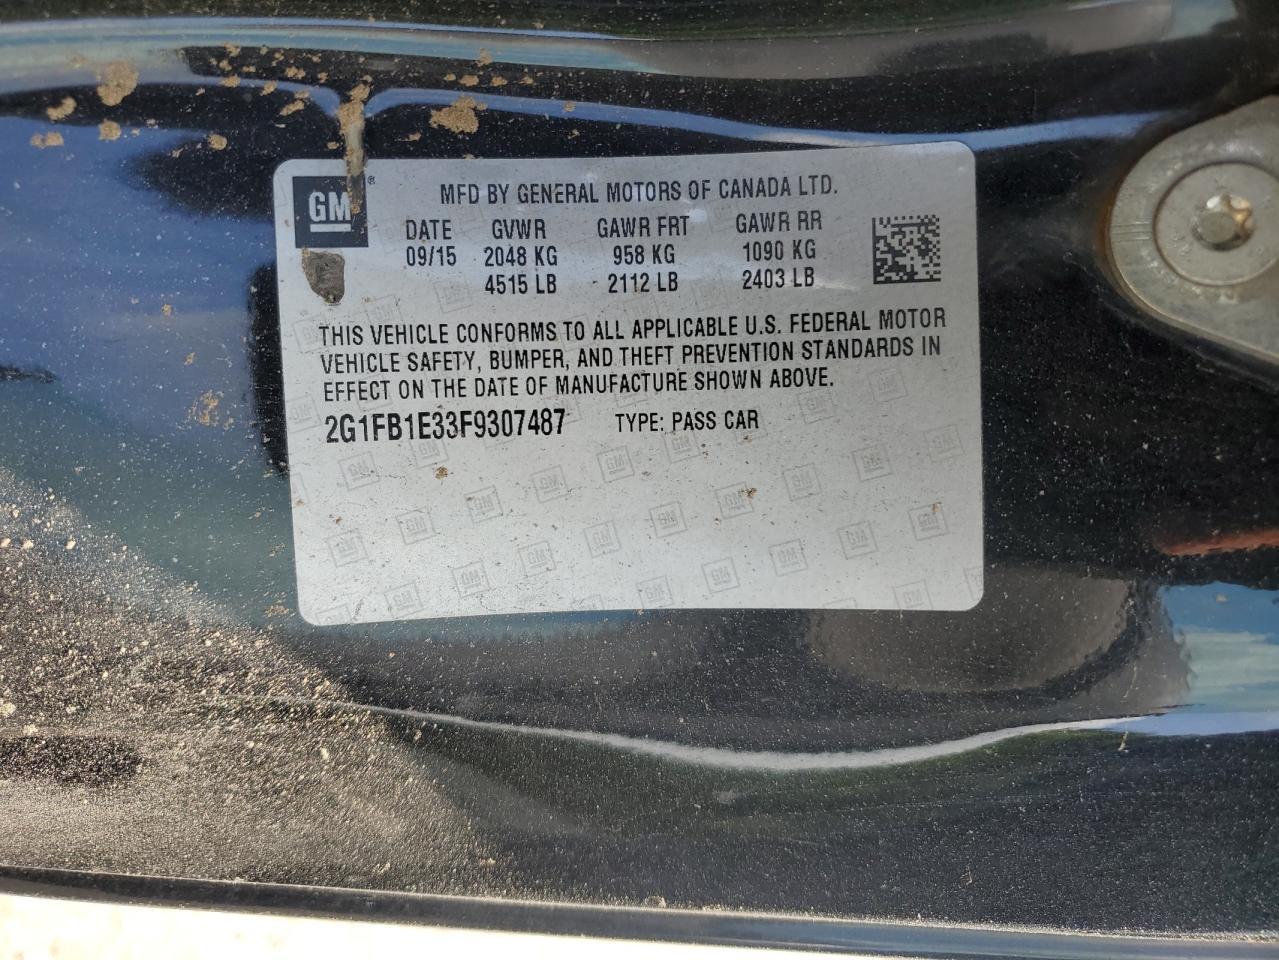 GM ®
MFD BY GENERAL MOTORS OF CANADA LTD.
DATE GVWR GAWR FRT GAWR RR
09/15 2048 KG 958 KG 1090 KG
4515 LB 2112 LB 2403 LB
THIS VEHICLE CONFORMS TO ALL APPLICABLE U.S. FEDERAL MOTOR
VEHICLE SAFETY, BUMPER, AND THEFT PREVENTION STANDARDS IN
EFFECT ON THE DATE OF MANUFACTURE SHOWN ABOVE.
2G1FB1E33F9307487 TYPE: PASS CAR